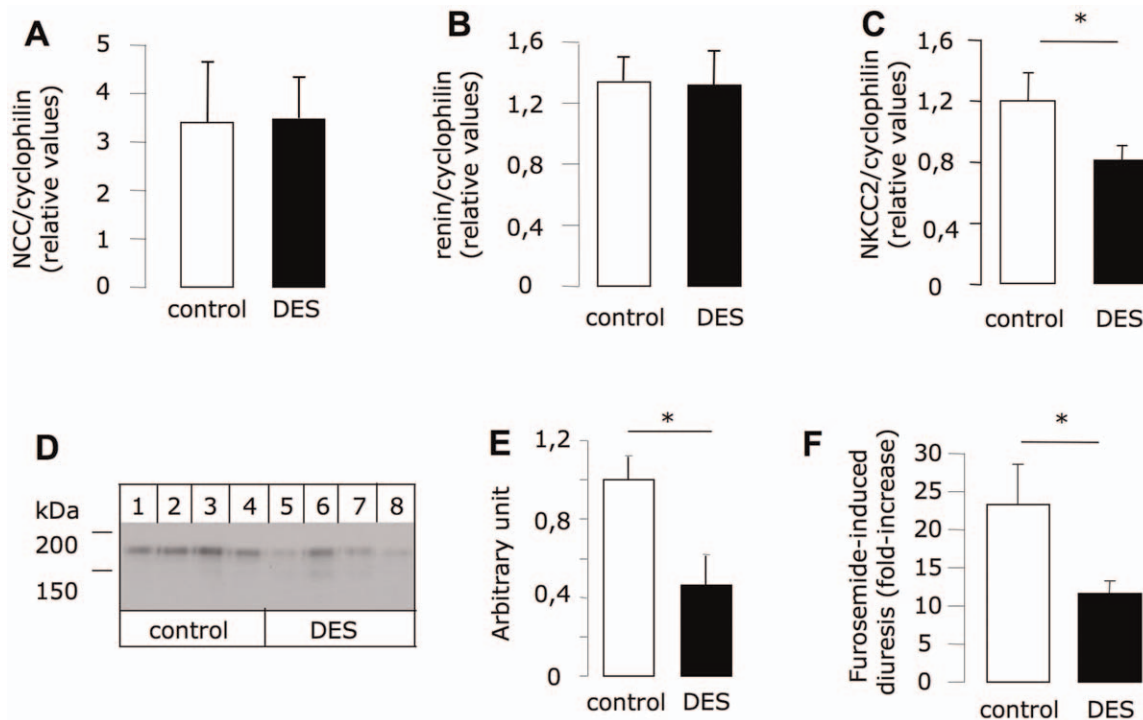 A
NCC/cyclophilin
(relative values)
5
4
3
2
1
0
control DES
B
renin/cyclophilin
(relative values)
1,6
1,2
0,8
0,4
0
control DES
C
*
NKCC2/cyclophilin
(relative values)
1,6
1,2
0,8
0,4
0
control DES
D
kDa
1 2 3 4 5 6 7 8
200
150
control DES
E
*
Arbitrary unit
1,2
0,8
0,4
0
control DES
F
*
Furosemide-induced
diuresis (fold-increase)
30
25
20
15
10
5
0
control DES